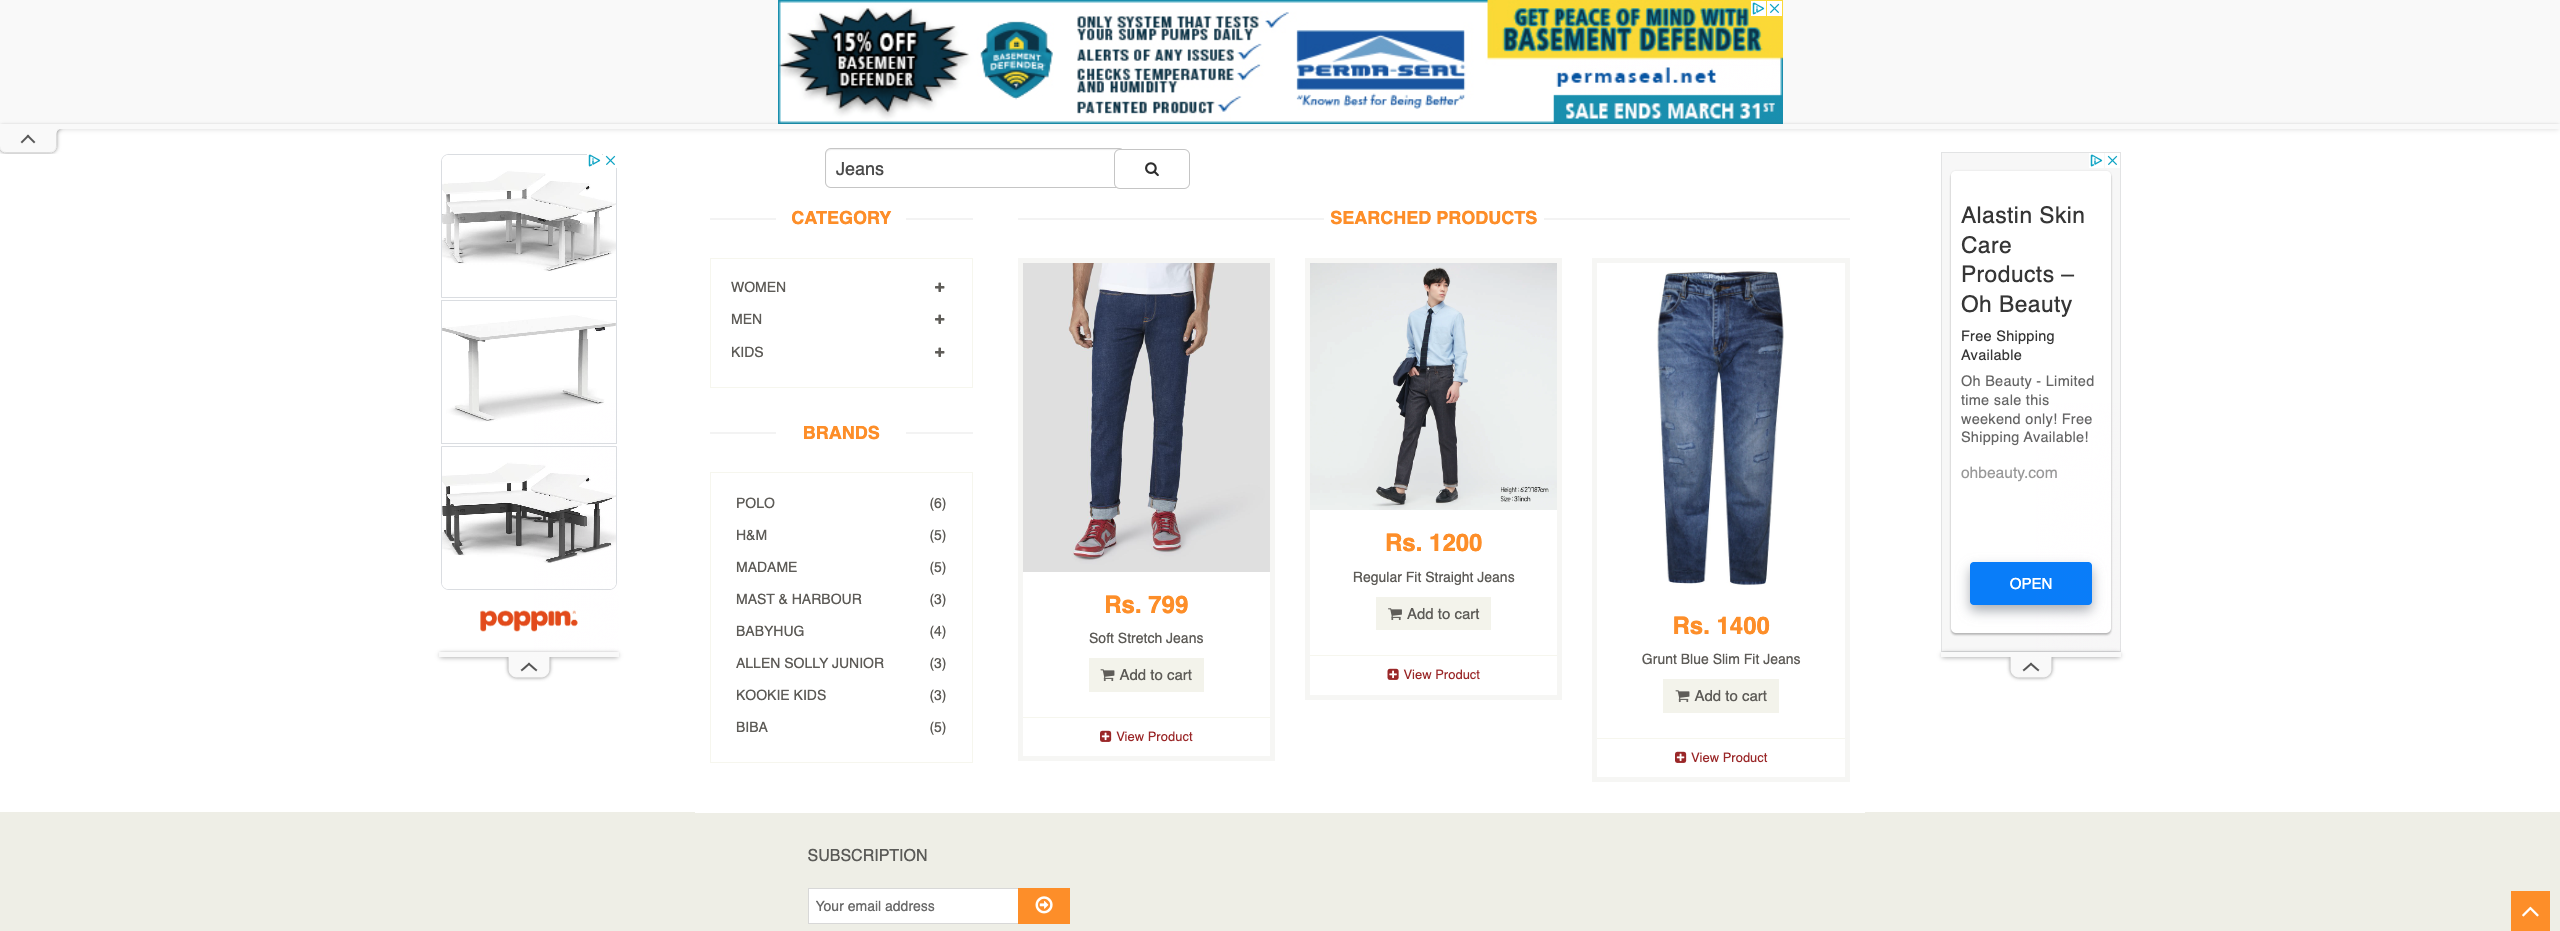 15% OFF
BASEMENT
DEFENDER
BASEMENT
DEFENDER
ONLY SYSTEM THAT TESTS
YOUR SUMP PUMPS DAILY
ALERTS OF ANY ISSUES
CHECKS TEMPERATURE
AND HUMIDITY
PATENTED PRODUCT
PERMA-SEAL
"Known Best for Being Better"
GET PEACE OF MIND WITH
BASEMENT DEFENDER
permaseal.net
SALE ENDS MARCH 31ST
poppin.
Jeans
CATEGORY
WOMEN
MEN
KIDS
BRANDS
POLO (6)
H&M (5)
MADAME (5)
MAST & HARBOUR (3)
BABYHUG (4)
ALLEN SOLLY JUNIOR (3)
KOOKIE KIDS (3)
BIBA (5)
SEARCHED PRODUCTS
Rs. 799
Soft Stretch Jeans
Add to cart
View Product
Height : 6'2"/187cm
Size : 31inch
Rs. 1200
Regular Fit Straight Jeans
Add to cart
View Product
Rs. 1400
Grunt Blue Slim Fit Jeans
Add to cart
View Product
Alastin Skin
Care
Products –
Oh Beauty
Free Shipping
Available
Oh Beauty - Limited
time sale this
weekend only! Free
Shipping Available!
ohbeauty.com
OPEN
SUBSCRIPTION
Your email address